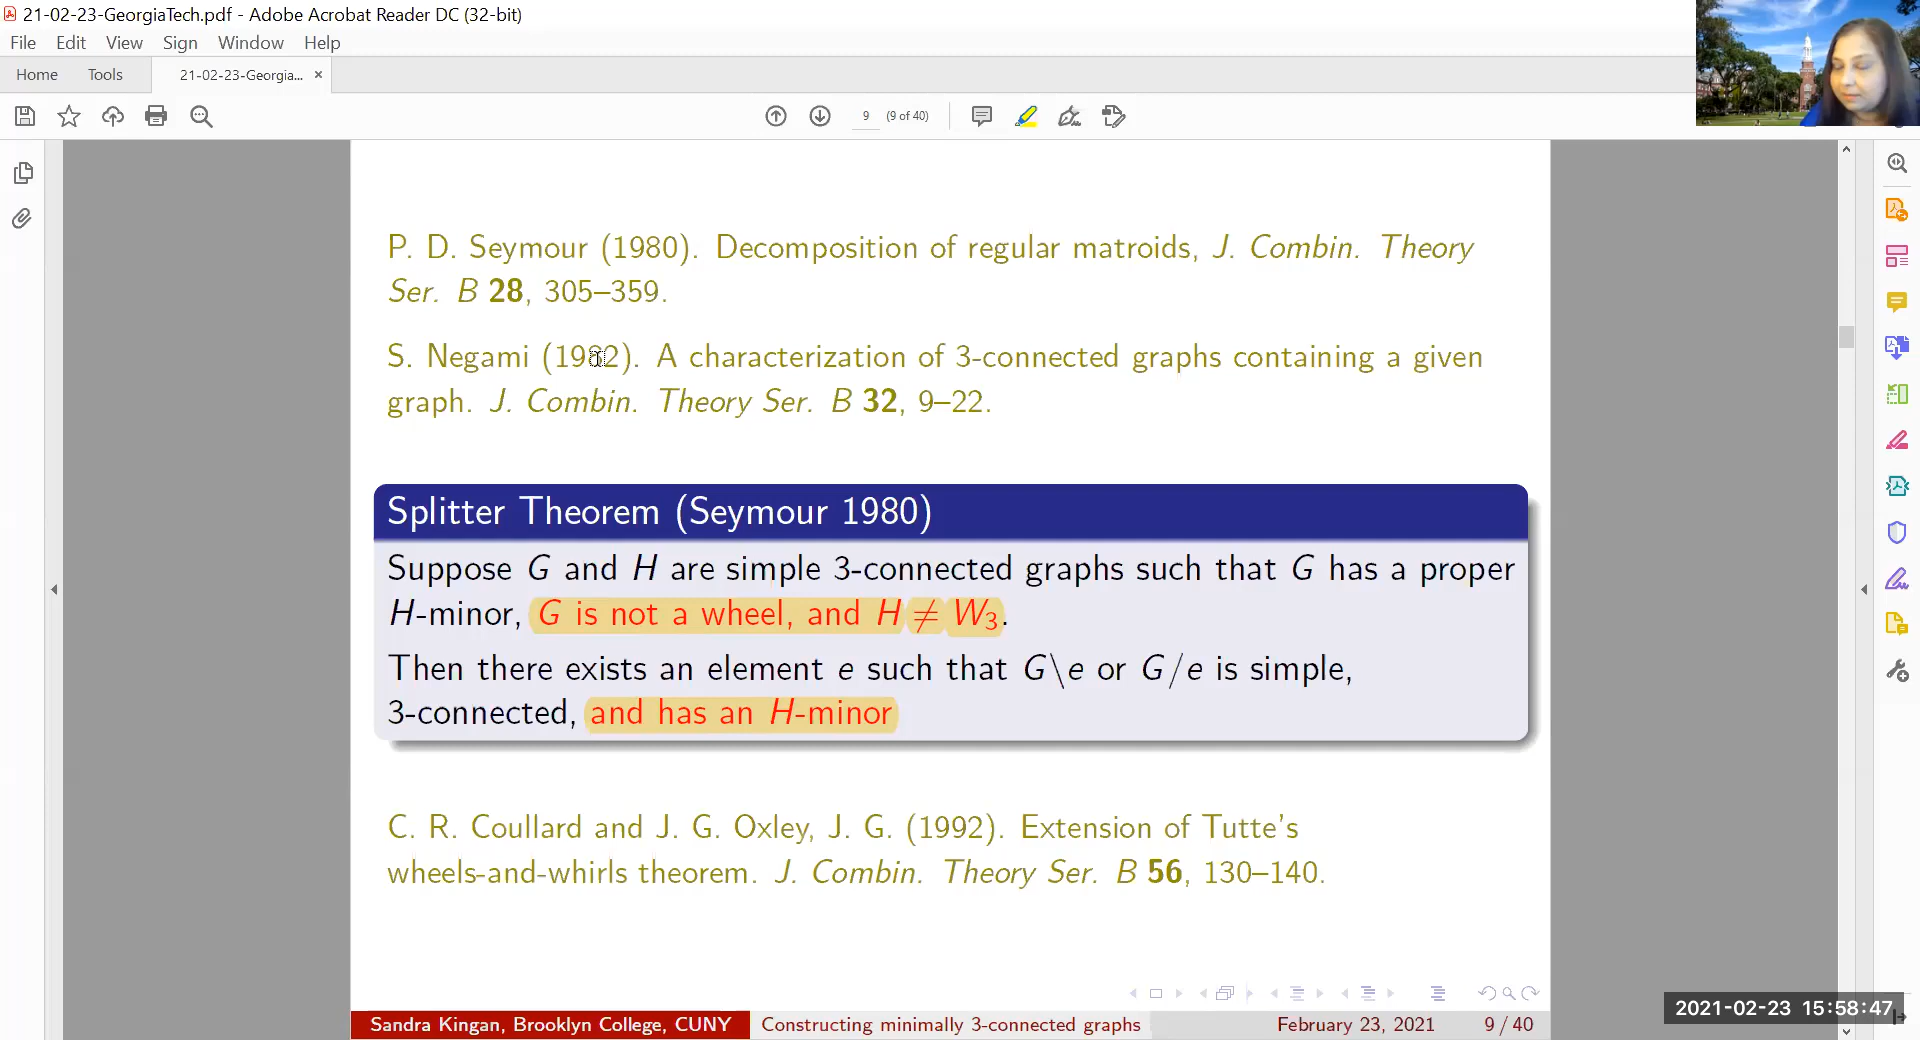 21-02-23-GeorgiaTech.pdf - Adobe Acrobat Reader DC (32-bit)
File Edit View Sign Window Help
Home Tools 21-02-23-Georgia... ×
9 (9 of 40)
P. D. Seymour (1980). Decomposition of regular matroids, J. Combin. Theory
Ser. B 28, 305–359.
S. Negami (1982). A characterization of 3-connected graphs containing a given
graph. J. Combin. Theory Ser. B 32, 9–22.
Splitter Theorem (Seymour 1980)
Suppose G and H are simple 3-connected graphs such that G has a proper
H-minor, G is not a wheel, and H ≠ W₃.
Then there exists an element e such that G\e or G/e is simple,
3-connected, and has an H-minor
C. R. Coullard and J. G. Oxley, J. G. (1992). Extension of Tutte's
wheels-and-whirls theorem. J. Combin. Theory Ser. B 56, 130–140.
Sandra Kingan, Brooklyn College, CUNY Constructing minimally 3-connected graphs February 23, 2021 9 / 40
2021-02-23 15:58:47